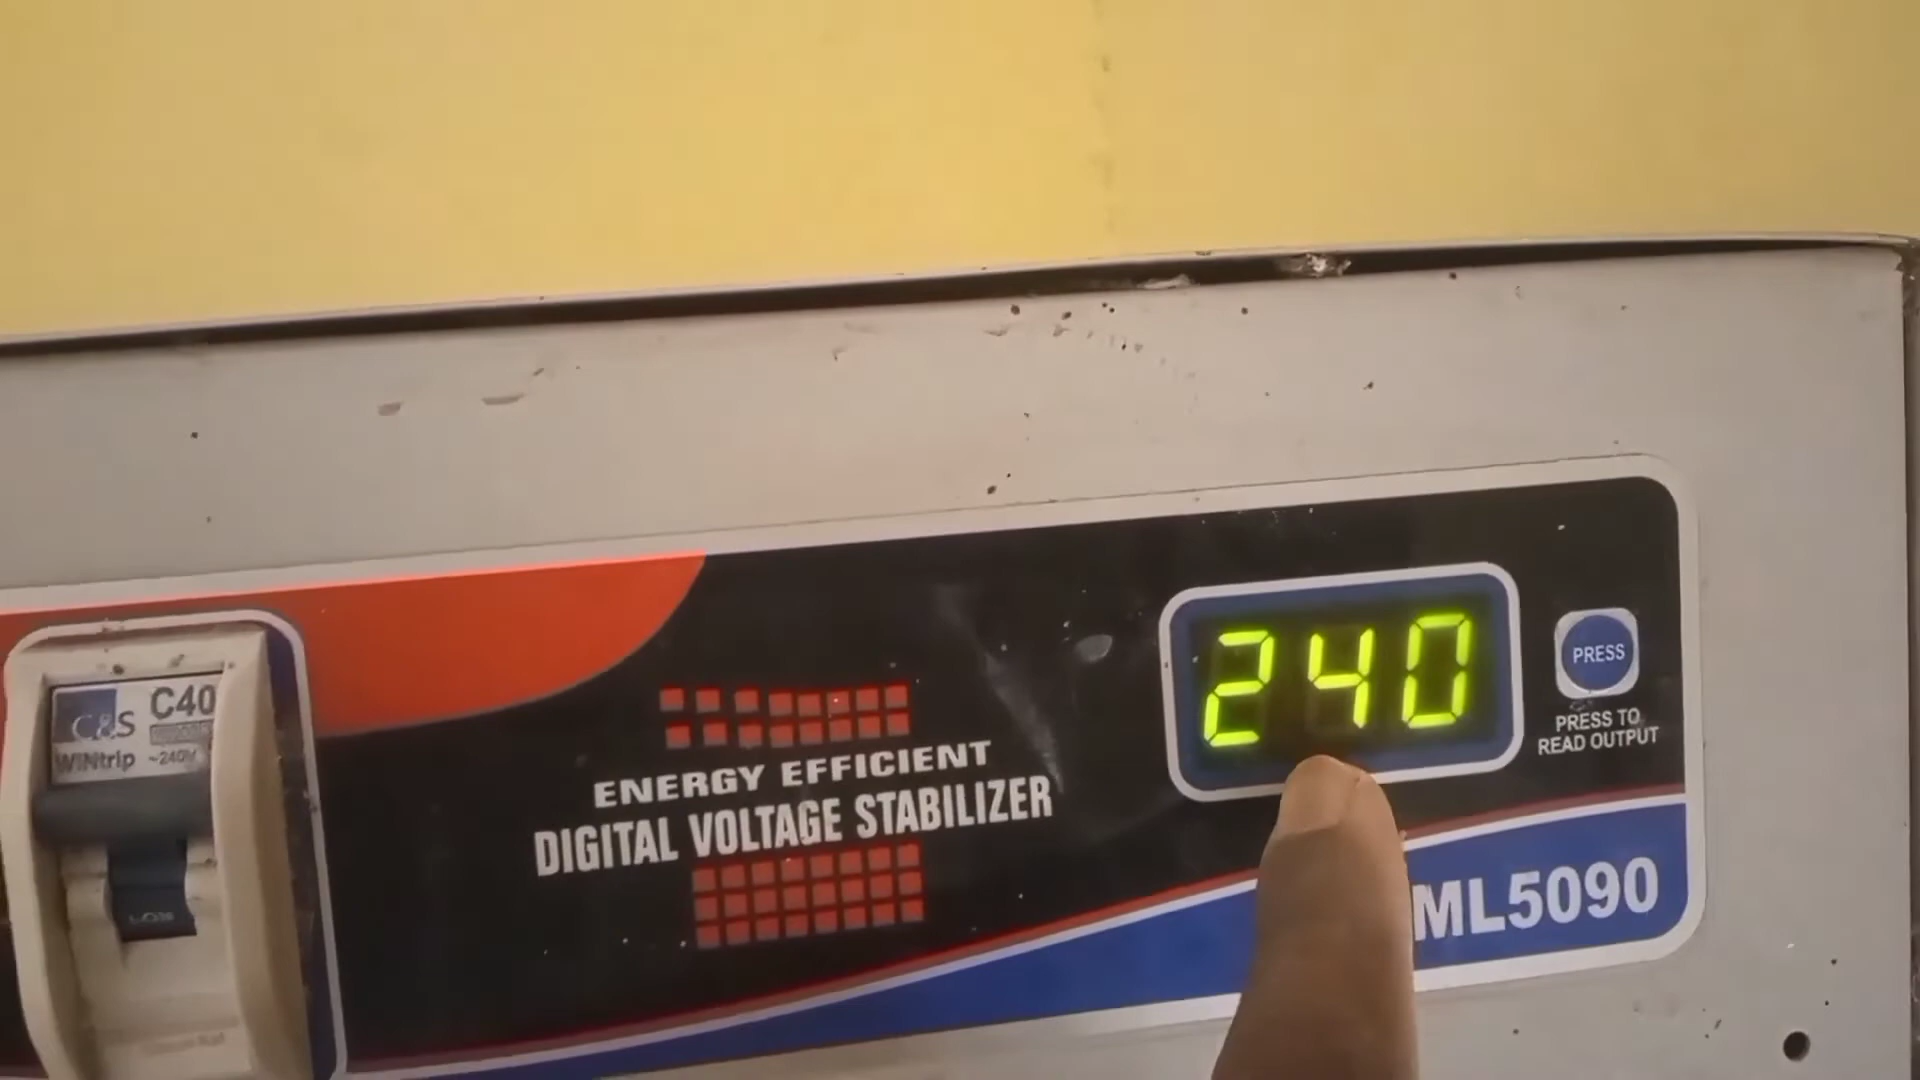 C&S
C40
WINtrip ~240V
ENERGY EFFICIENT
DIGITAL VOLTAGE STABILIZER
240
PRESS
PRESS TO
READ OUTPUT
ML5090